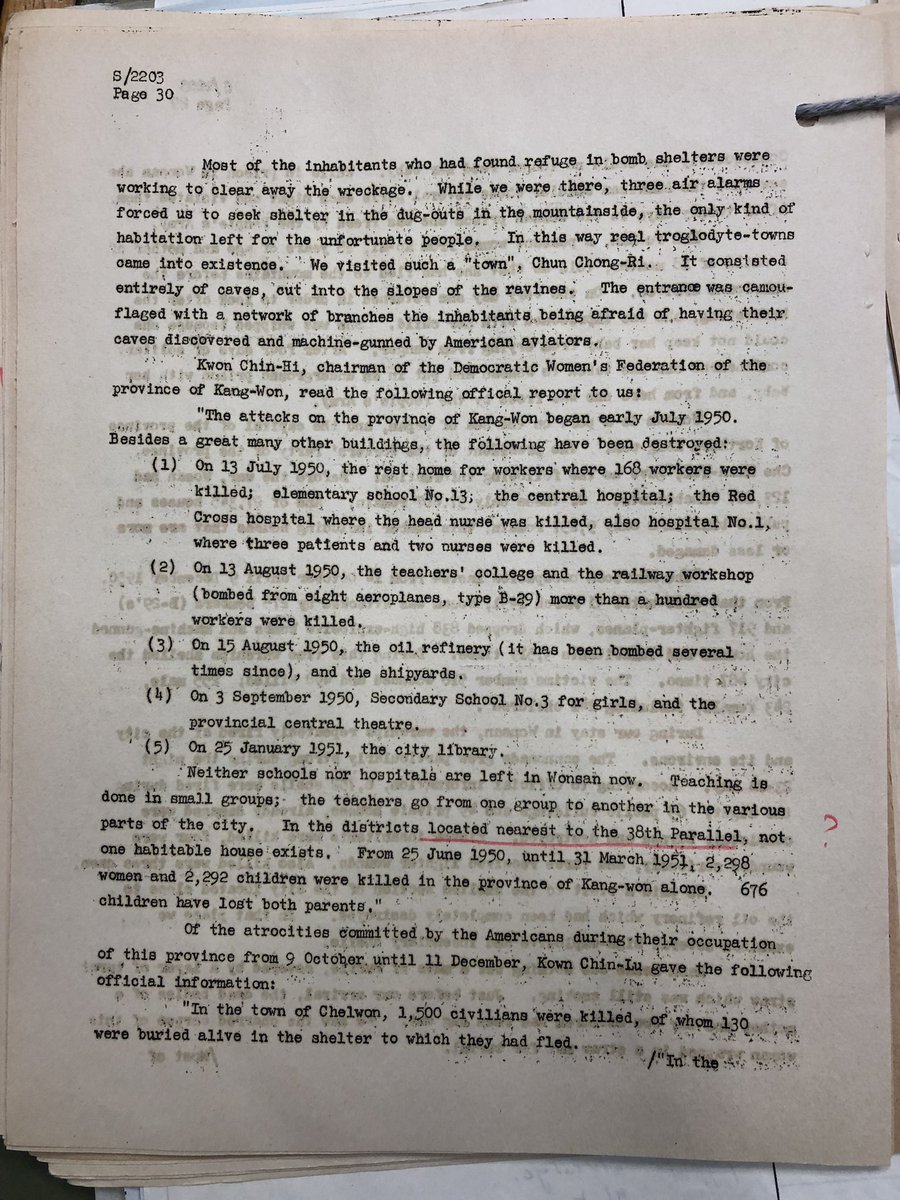 S/2203
Page 30
Most of the inhabitants who had found refuge in bomb shelters were
working to clear away the wreckage. While we were there, three air alarms
forced us to seek shelter in the dug-outs in the mountainside, the only kind of
habitation left for the unfortunate people. In this way real troglodyte-towns
came into existence. We visited such a "town", Chun Chong-Ri. It consisted
entirely of caves, cut into the slopes of the ravines. The entrance was camou-
flaged with a network of branches the inhabitants being afraid of having their
caves discovered and machine-gunned by American aviators.
Kwon Chin-Hi, chairman of the Democratic Women's Federation of the
province of Kang-Won, read the following offical report to us:
"The attacks on the province of Kang-Won began early July 1950.
Besides a great many other buildings, the following have been destroyed:
(1) On 13 July 1950, the rest home for workers where 168 workers were
killed; elementary school No.13; the central hospital; the Red
Cross hospital where the head nurse was killed, also hospital No.1,
where three patients and two nurses were killed.
(2) On 13 August 1950, the teachers' college and the railway workshop
(bombed from eight aeroplanes, type B-29) more than a hundred
workers were killed.
(3) On 15 August 1950, the oil refinery (it has been bombed several
times since), and the shipyards.
(4) On 3 September 1950, Secondary School No.3 for girls, and the
provincial central theatre.
(5) On 25 January 1951, the city library.
Neither schools nor hospitals are left in Wonsan now. Teaching is
done in small groups; the teachers go from one group to another in the various
parts of the city. In the districts located nearest to the 38th Parallel, not ?
one habitable house exists. From 25 June 1950, until 31 March 1951, 2,298
women and 2,292 children were killed in the province of Kang-won alone. 676
children have lost both parents."
Of the atrocities committed by the Americans during their occupation
of this province from 9 October until 11 December, Kown Chin-Lu gave the following
official information:
"In the town of Chelwon, 1,500 civilians were killed, of whom 130
were buried alive in the shelter to which they had fled.
/"In the